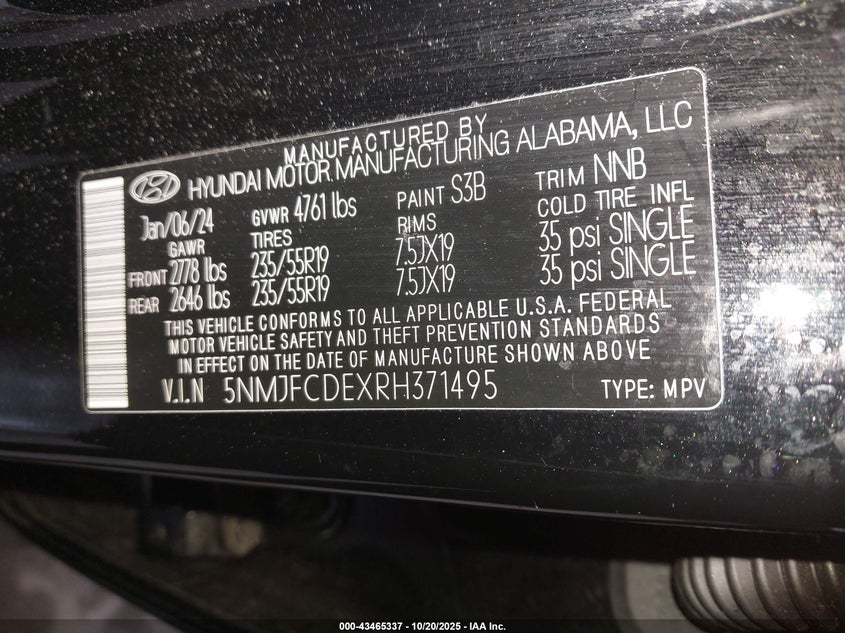 MANUFACTURED BY
HYUNDAI MOTOR MANUFACTURING ALABAMA, LLC
Jan/06/24 GVWR 4761 lbs PAINT S3B TRIM NNB
GAWR TIRES RIMS COLD TIRE INFL
FRONT 2778 lbs 235/55R19 7.5JX19 35 psi SINGLE
REAR 2646 lbs 235/55R19 7.5JX19 35 psi SINGLE
THIS VEHICLE CONFORMS TO ALL APPLICABLE U.S.A. FEDERAL
MOTOR VEHICLE SAFETY AND THEFT PREVENTION STANDARDS
IN EFFECT ON THE DATE OF MANUFACTURE SHOWN ABOVE
V.I.N 5NMJFCDEXRH371495 TYPE: MPV
000-43465337 | 10/20/2025 - IAA Inc.